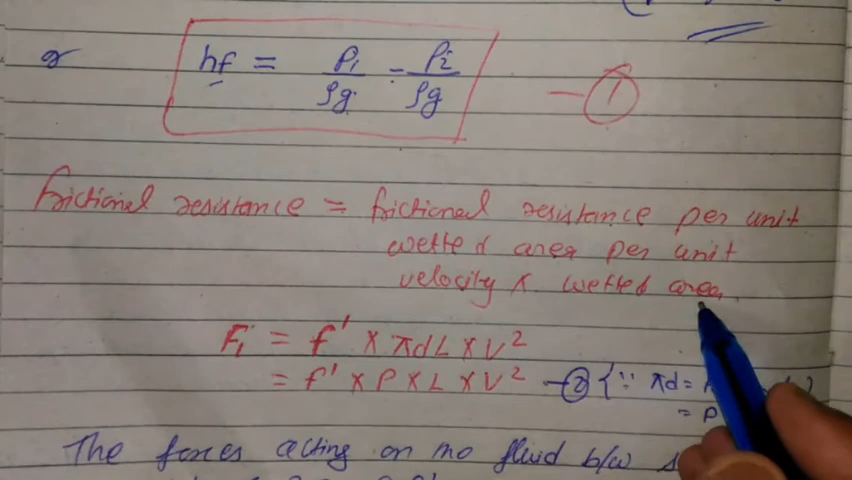 or hf = P1/ρg - P2/ρg — 1
frictional resistance = frictional resistance per unit
wetted area per unit
velocity × wetted area
F1 = f' × πdL × V²
= f' × P × L × V² — 2 {∵ πd =
= P
The forces acting on the fluid b/w